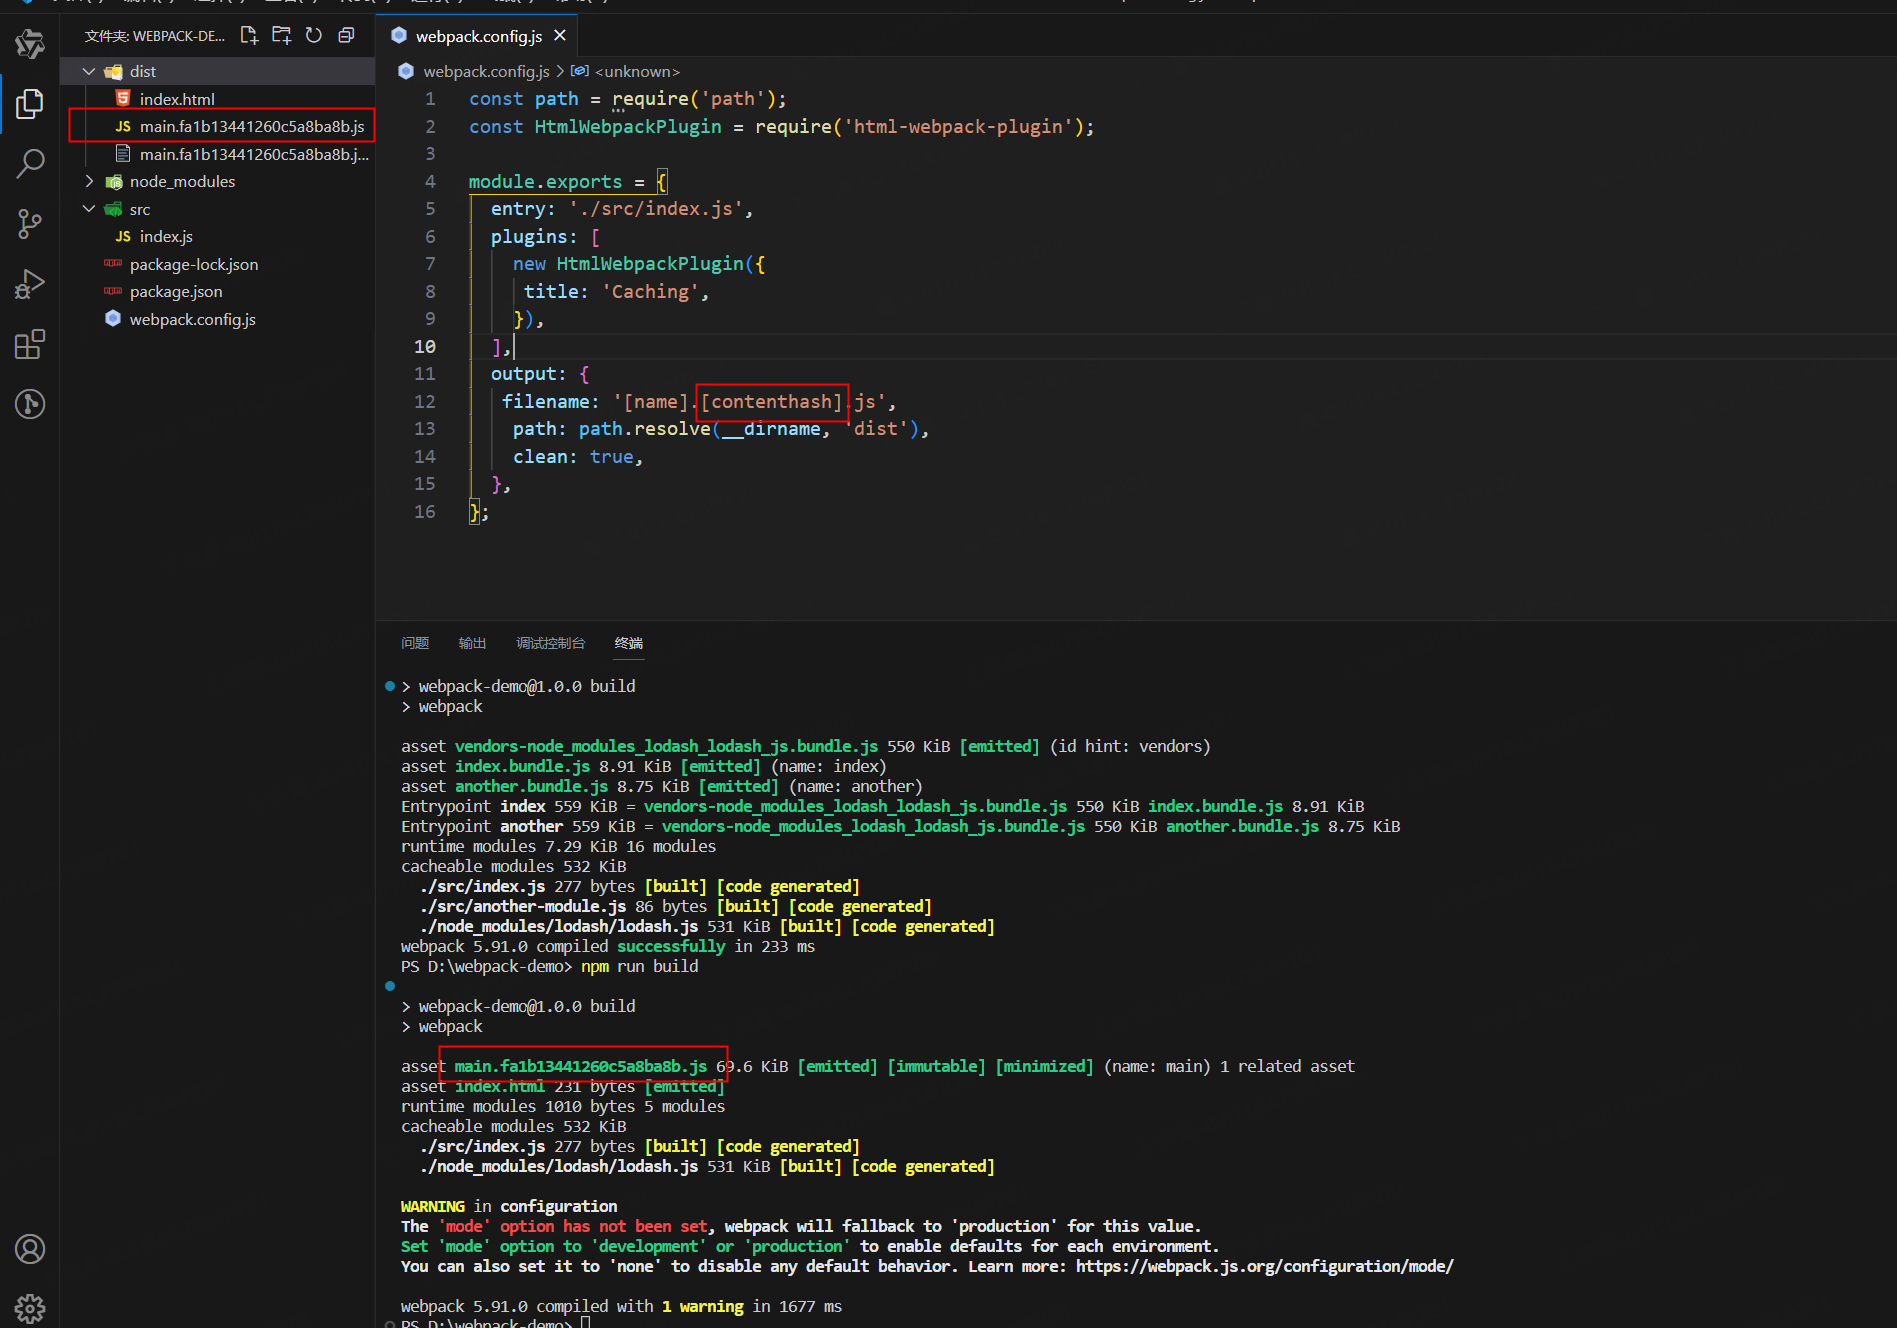 文件夹: WEBPACK-DE...
dist
index.html
JS main.fa1b13441260c5a8ba8b.js
main.fa1b13441260c5a8ba8b.j...
node_modules
src
JS index.js
package-lock.json
package.json
webpack.config.js
webpack.config.js
webpack.config.js > <unknown>
1 const path = require('path');
2 const HtmlWebpackPlugin = require('html-webpack-plugin');
3
4 module.exports = {
5 entry: './src/index.js',
6 plugins: [
7 new HtmlWebpackPlugin({
8 title: 'Caching',
9 }),
10 ],
11 output: {
12 filename: '[name].[contenthash].js',
13 path: path.resolve(__dirname, 'dist'),
14 clean: true,
15 },
16 };
问题 输出 调试控制台 终端
> webpack-demo@1.0.0 build
> webpack
asset vendors-node_modules_lodash_lodash_js.bundle.js 550 KiB [emitted] (id hint: vendors)
asset index.bundle.js 8.91 KiB [emitted] (name: index)
asset another.bundle.js 8.75 KiB [emitted] (name: another)
Entrypoint index 559 KiB = vendors-node_modules_lodash_lodash_js.bundle.js 550 KiB index.bundle.js 8.91 KiB
Entrypoint another 559 KiB = vendors-node_modules_lodash_lodash_js.bundle.js 550 KiB another.bundle.js 8.75 KiB
runtime modules 7.29 KiB 16 modules
cacheable modules 532 KiB
./src/index.js 277 bytes [built] [code generated]
./src/another-module.js 86 bytes [built] [code generated]
./node_modules/lodash/lodash.js 531 KiB [built] [code generated]
webpack 5.91.0 compiled successfully in 233 ms
PS D:\webpack-demo> npm run build
> webpack-demo@1.0.0 build
> webpack
asset main.fa1b13441260c5a8ba8b.js 69.6 KiB [emitted] [immutable] [minimized] (name: main) 1 related asset
asset index.html 231 bytes [emitted]
runtime modules 1010 bytes 5 modules
cacheable modules 532 KiB
./src/index.js 277 bytes [built] [code generated]
./node_modules/lodash/lodash.js 531 KiB [built] [code generated]
WARNING in configuration
The 'mode' option has not been set, webpack will fallback to 'production' for this value.
Set 'mode' option to 'development' or 'production' to enable defaults for each environment.
You can also set it to 'none' to disable any default behavior. Learn more: https://webpack.js.org/configuration/mode/
webpack 5.91.0 compiled with 1 warning in 1677 ms
PS D:\webpack-demo>